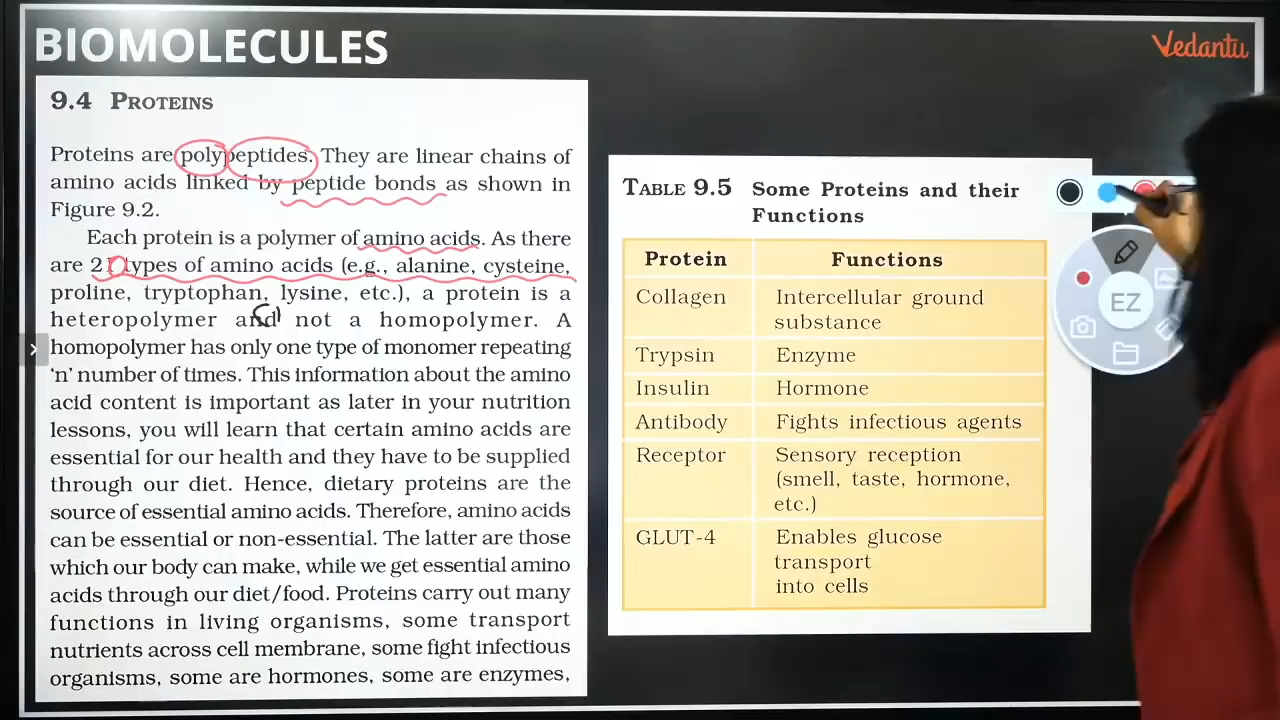 BIOMOLECULES
Vedantu
9.4 PROTEINS
Proteins are polypeptides. They are linear chains of
amino acids linked by peptide bonds as shown in
Figure 9.2.
Each protein is a polymer of amino acids. As there
are 20 types of amino acids (e.g., alanine, cysteine,
proline, tryptophan, lysine, etc.), a protein is a
heteropolymer and not a homopolymer. A
homopolymer has only one type of monomer repeating
‘n’ number of times. This information about the amino
acid content is important as later in your nutrition
lessons, you will learn that certain amino acids are
essential for our health and they have to be supplied
through our diet. Hence, dietary proteins are the
source of essential amino acids. Therefore, amino acids
can be essential or non-essential. The latter are those
which our body can make, while we get essential amino
acids through our diet/food. Proteins carry out many
functions in living organisms, some transport
nutrients across cell membrane, some fight infectious
organisms, some are hormones, some are enzymes,
TABLE 9.5 Some Proteins and their
Functions
Protein Functions
Collagen Intercellular ground
substance
Trypsin Enzyme
Insulin Hormone
Antibody Fights infectious agents
Receptor Sensory reception
(smell, taste, hormone,
etc.)
GLUT-4 Enables glucose
transport
into cells
EZ